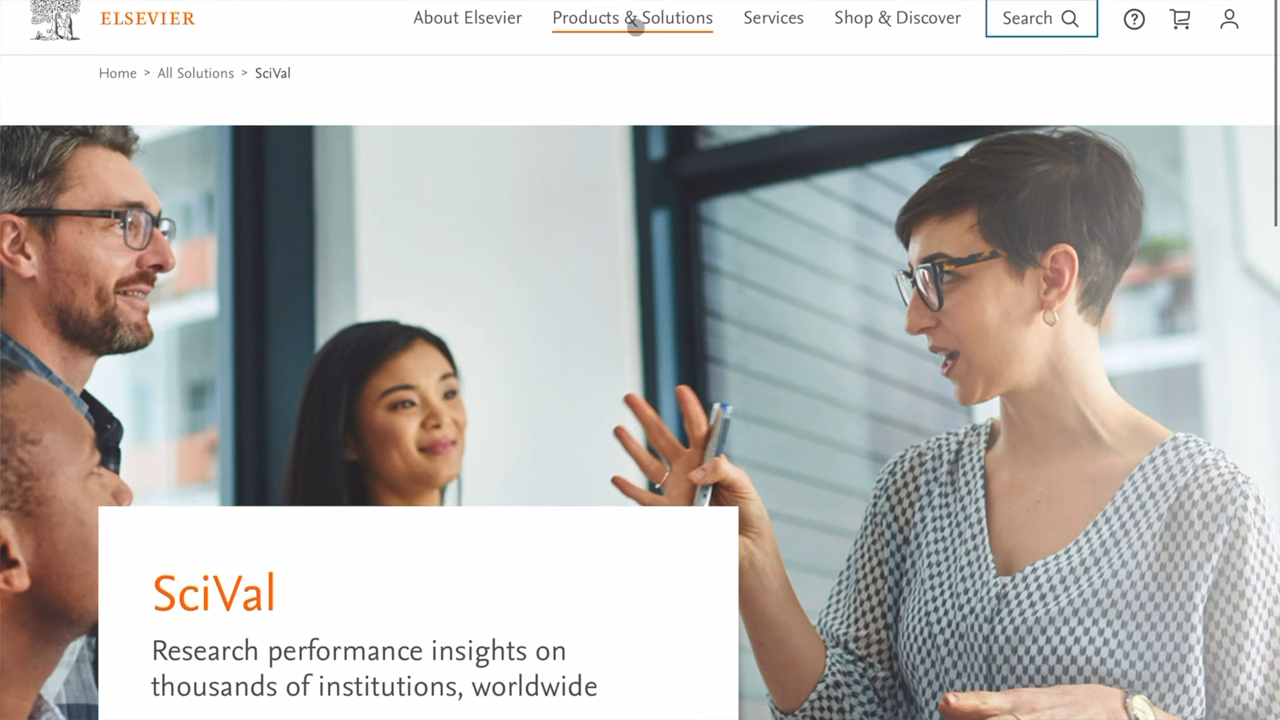 ELSEVIER
About Elsevier
Products & Solutions
Services
Shop & Discover
Search
Home > All Solutions > SciVal
SciVal
Research performance insights on
thousands of institutions, worldwide